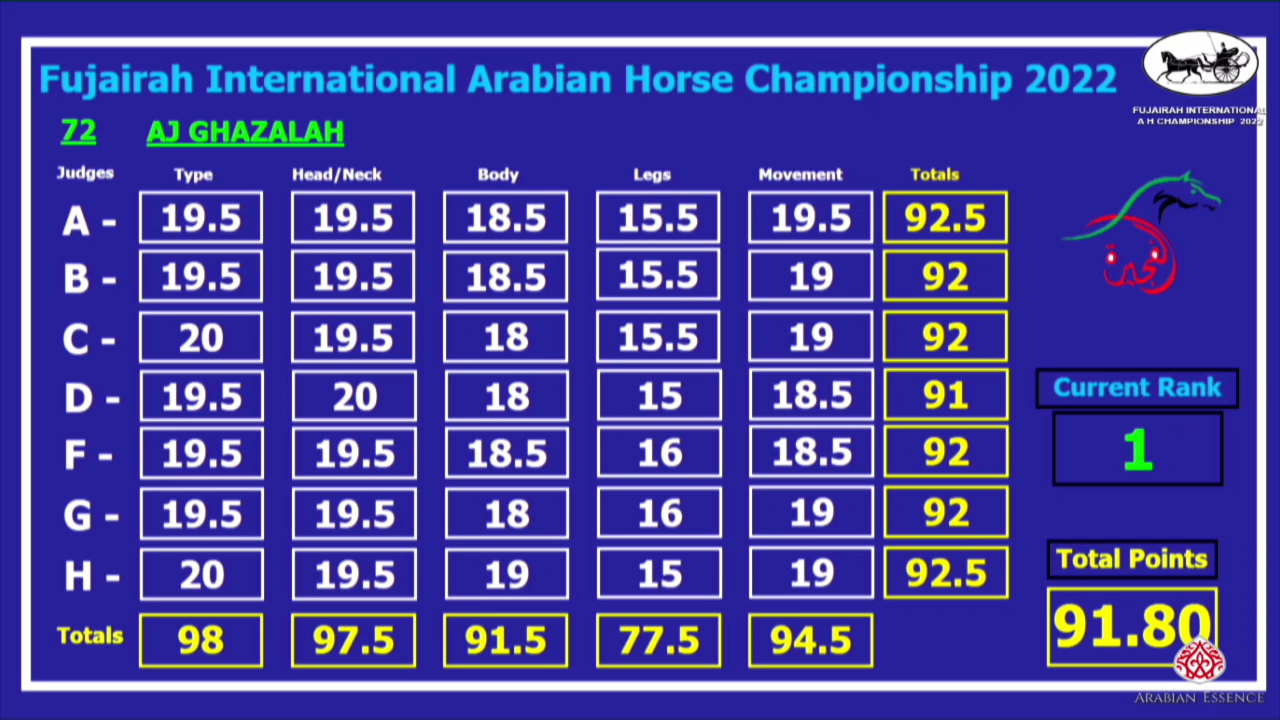 Fujairah International Arabian Horse Championship 2022
FUJAIRAH INTERNATIONAL
A H CHAMPIONSHIP 2022
72 AJ GHAZALAH
Judges Type Head/Neck Body Legs Movement Totals
A - 19.5 19.5 18.5 15.5 19.5 92.5
B - 19.5 19.5 18.5 15.5 19 92
C - 20 19.5 18 15.5 19 92
D - 19.5 20 18 15 18.5 91
F - 19.5 19.5 18.5 16 18.5 92
G - 19.5 19.5 18 16 19 92
H - 20 19.5 19 15 19 92.5
Totals 98 97.5 91.5 77.5 94.5
الفجيرة
Current Rank
1
Total Points
91.80
ARABIAN ESSENCE